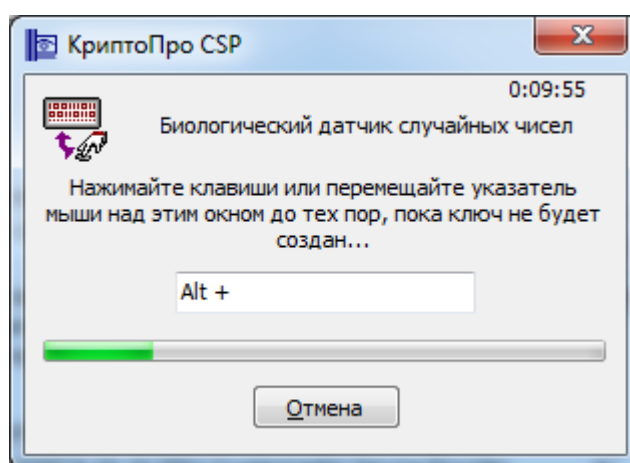 КриптоПро CSP
0:09:55
Биологический датчик случайных чисел
Нажимайте клавиши или перемещайте указатель
мыши над этим окном до тех пор, пока ключ не будет
создан...
Alt +
Отмена